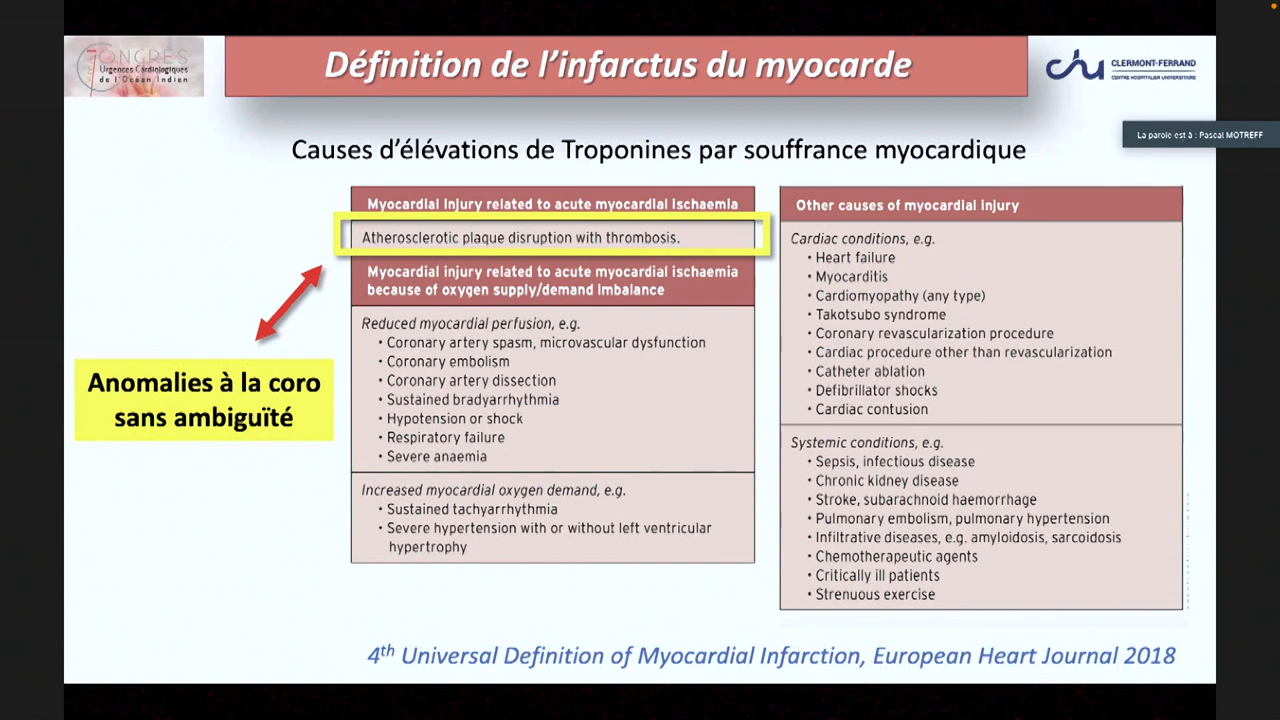 CONGRES
Urgences Cardiologiques
de l'Océan Indien
Définition de l'infarctus du myocarde
chu
CLERMONT-FERRAND
CENTRE HOSPITALIER UNIVERSITAIRE
La parole est à : Pascal MOTREFF
Causes d'élévations de Troponines par souffrance myocardique
Myocardial injury related to acute myocardial ischaemia
Atherosclerotic plaque disruption with thrombosis.
Myocardial injury related to acute myocardial ischaemia
because of oxygen supply/demand imbalance
Reduced myocardial perfusion, e.g.
• Coronary artery spasm, microvascular dysfunction
• Coronary embolism
• Coronary artery dissection
• Sustained bradyarrhythmia
• Hypotension or shock
• Respiratory failure
• Severe anaemia
Increased myocardial oxygen demand, e.g.
• Sustained tachyarrhythmia
• Severe hypertension with or without left ventricular
hypertrophy
Anomalies à la coro
sans ambiguïté
Other causes of myocardial injury
Cardiac conditions, e.g.
• Heart failure
• Myocarditis
• Cardiomyopathy (any type)
• Takotsubo syndrome
• Coronary revascularization procedure
• Cardiac procedure other than revascularization
• Catheter ablation
• Defibrillator shocks
• Cardiac contusion
Systemic conditions, e.g.
• Sepsis, infectious disease
• Chronic kidney disease
• Stroke, subarachnoid haemorrhage
• Pulmonary embolism, pulmonary hypertension
• Infiltrative diseases, e.g. amyloidosis, sarcoidosis
• Chemotherapeutic agents
• Critically ill patients
• Strenuous exercise
4th Universal Definition of Myocardial Infarction, European Heart Journal 2018